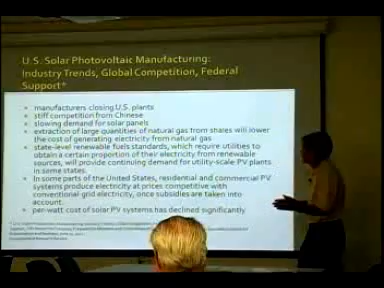 U.S. Solar Photovoltaic Manufacturing:
Industry Trends, Global Competition, Federal
Support*
manufacturers closing U.S. plants
stiff competition from Chinese
slowing demand for solar panels
extraction of large quantities of natural gas from shares will lower
the cost of generating electricity from natural gas
state-level renewable fuels standards, which require utilities to
obtain a certain proportion of their electricity from renewable
sources, will provide continuing demand for utility-scale PV plants
in some states.
In some parts of the United States, residential and commercial PV
systems produce electricity at prices competitive with
conventional grid electricity, once subsidies are taken into
account.
per-watt cost of solar PV systems has declined significantly